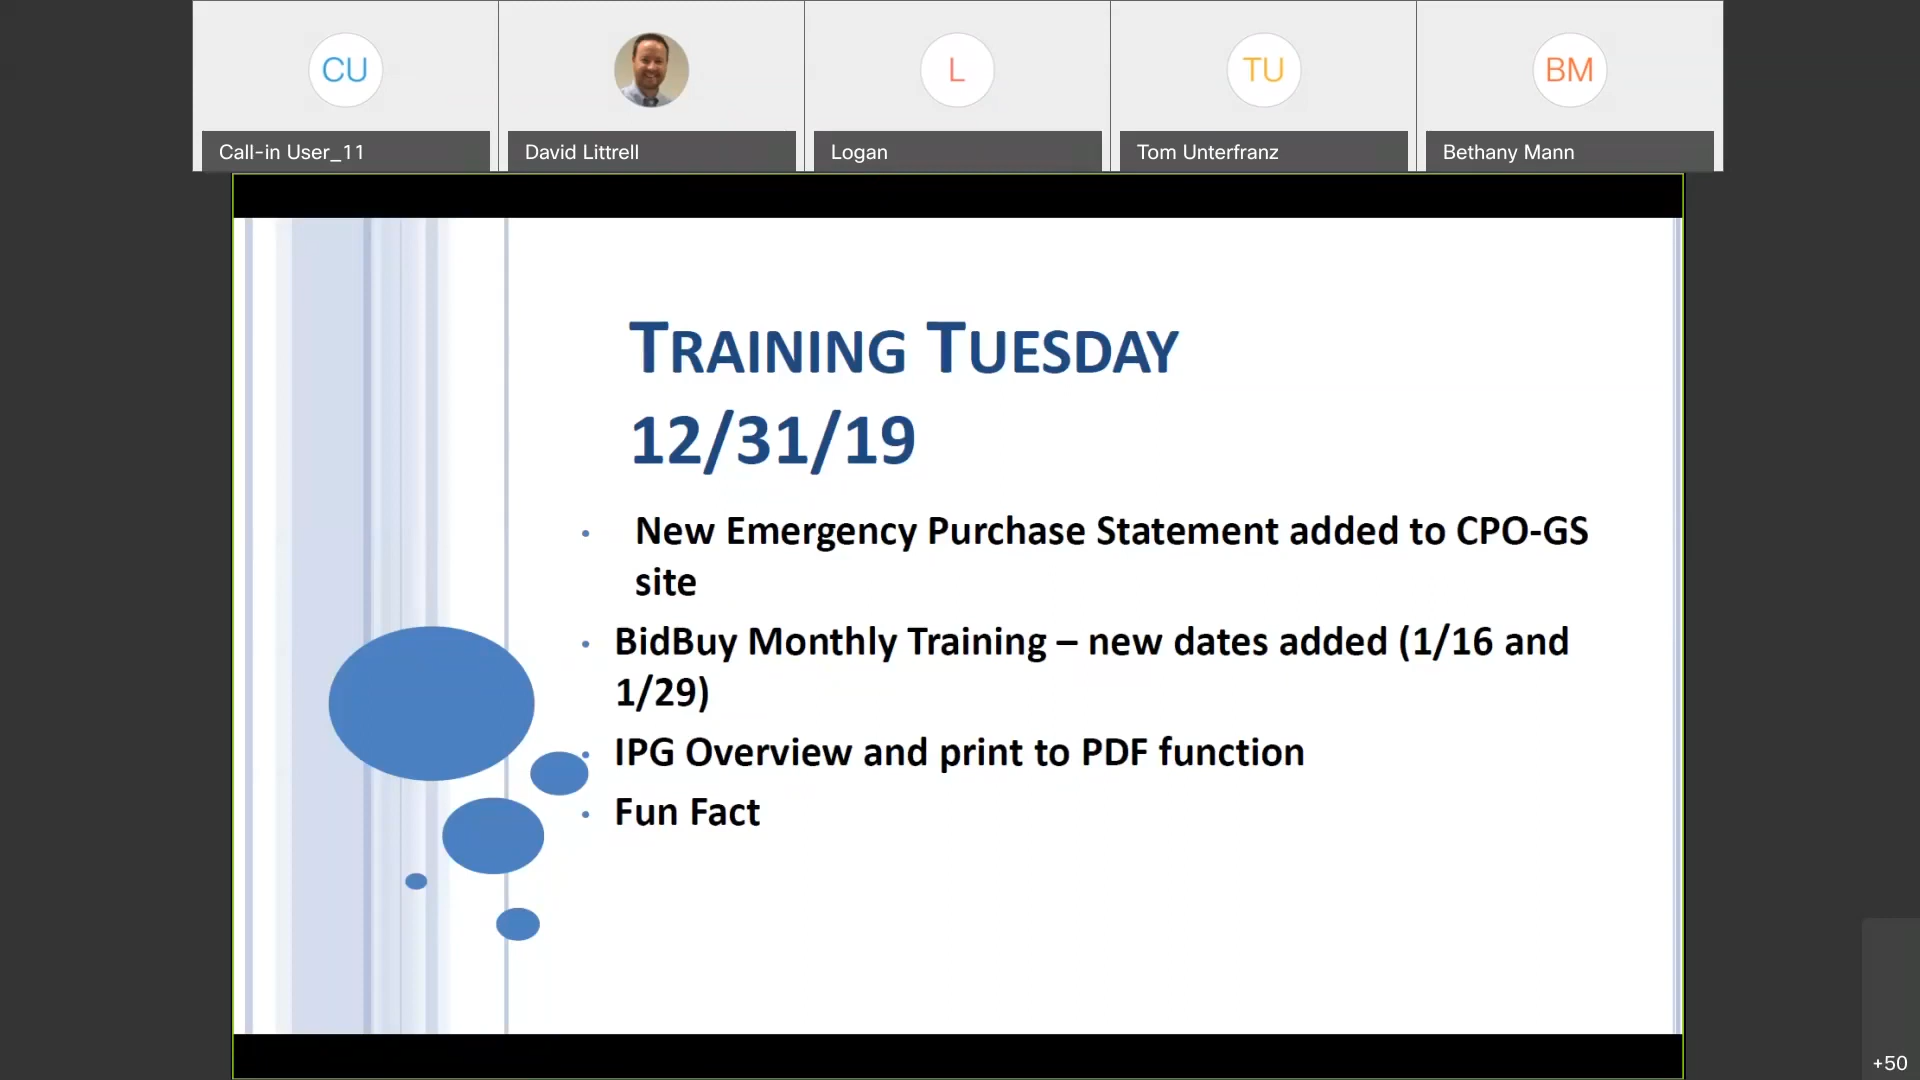 CU
L
TU
BM
Call-in User_11
David Littrell
Logan
Tom Unterfranz
Bethany Mann
TRAINING TUESDAY
12/31/19
• New Emergency Purchase Statement added to CPO-GS
site
• BidBuy Monthly Training – new dates added (1/16 and
1/29)
• IPG Overview and print to PDF function
• Fun Fact
+50